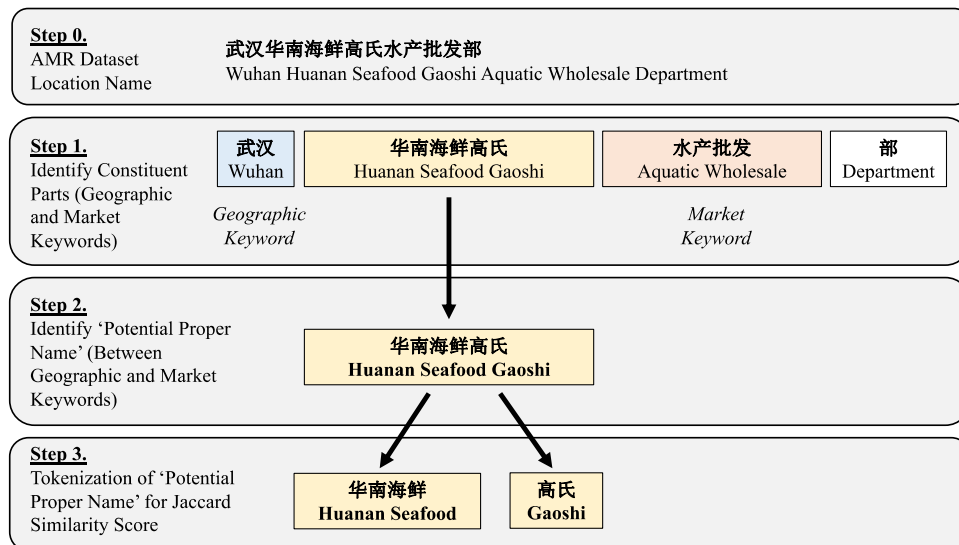 Step 0.
AMR Dataset
Location Name
武汉华南海鲜高氏水产批发部
Wuhan Huanan Seafood Gaoshi Aquatic Wholesale Department
Step 1.
Identify Constituent
Parts (Geographic
and Market
Keywords)
武汉
Wuhan
华南海鲜高氏
Huanan Seafood Gaoshi
水产批发
Aquatic Wholesale
部
Department
Geographic
Keyword
Market
Keyword
Step 2.
Identify ‘Potential Proper
Name’ (Between
Geographic and Market
Keywords)
华南海鲜高氏
Huanan Seafood Gaoshi
Step 3.
Tokenization of ‘Potential
Proper Name’ for Jaccard
Similarity Score
华南海鲜
Huanan Seafood
高氏
Gaoshi